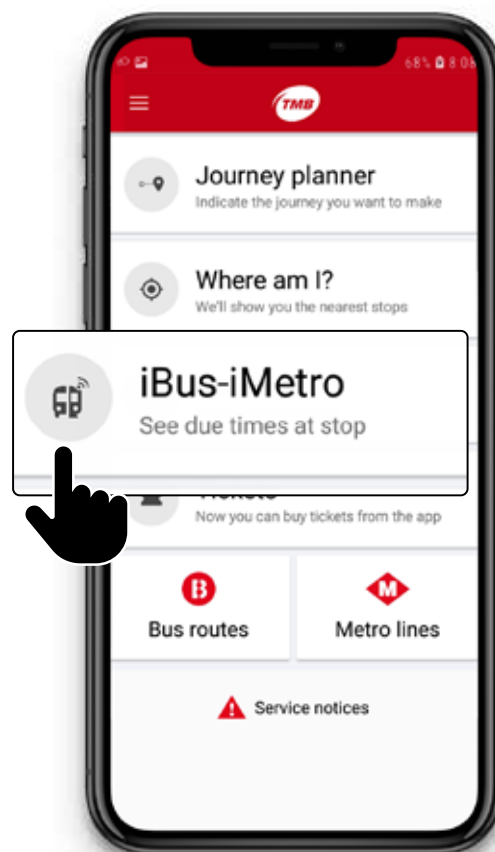 68% 8:08
TMB
Journey planner
Indicate the journey you want to make
Where am I?
We'll show you the nearest stops
iBus-iMetro
See due times at stop
Tickets
Now you can buy tickets from the app
B
M
Bus routes
Metro lines
Service notices